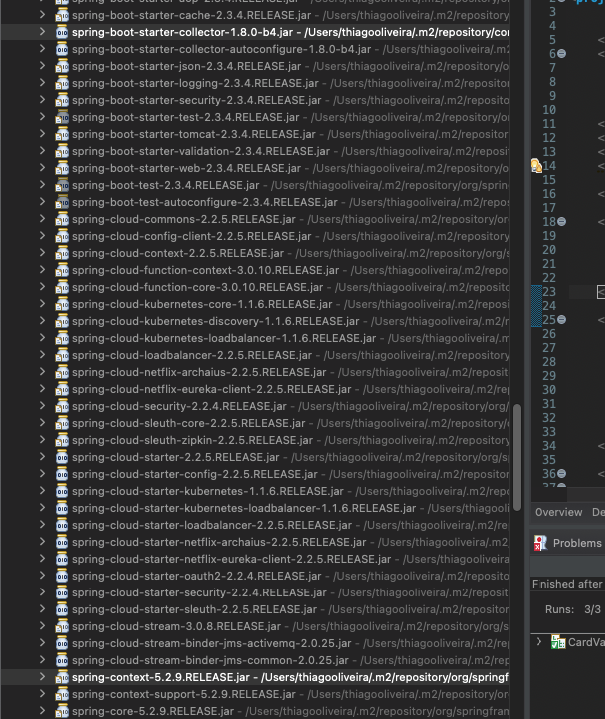 spring-boot-starter-cache-2.3.4.RELEASE.jar - /Users/thiagooliveira/.m2/repository
spring-boot-starter-collector-1.8.0-b4.jar - /Users/thiagooliveira/.m2/repository/co
spring-boot-starter-collector-autoconfigure-1.8.0-b4.jar - /Users/thiagooliveira/
spring-boot-starter-json-2.3.4.RELEASE.jar - /Users/thiagooliveira/.m2/repository
spring-boot-starter-logging-2.3.4.RELEASE.jar - /Users/thiagooliveira/.m2/reposito
spring-boot-starter-security-2.3.4.RELEASE.jar - /Users/thiagooliveira/.m2/reposit
spring-boot-starter-test-2.3.4.RELEASE.jar - /Users/thiagooliveira/.m2/repository/o
spring-boot-starter-tomcat-2.3.4.RELEASE.jar - /Users/thiagooliveira/.m2/reposito
spring-boot-starter-validation-2.3.4.RELEASE.jar - /Users/thiagooliveira/.m2/repo
spring-boot-starter-web-2.3.4.RELEASE.jar - /Users/thiagooliveira/.m2/repository/
spring-boot-test-2.3.4.RELEASE.jar - /Users/thiagooliveira/.m2/repository/org/sprin
spring-boot-test-autoconfigure-2.3.4.RELEASE.jar - /Users/thiagooliveira/.m2/rep
spring-cloud-commons-2.2.5.RELEASE.jar - /Users/thiagooliveira/.m2/repository/or
spring-cloud-config-client-2.2.5.RELEASE.jar - /Users/thiagooliveira/.m2/reposito
spring-cloud-context-2.2.5.RELEASE.jar - /Users/thiagooliveira/.m2/repository/org/s
spring-cloud-function-context-3.0.10.RELEASE.jar - /Users/thiagooliveira/.m2/repo
spring-cloud-function-core-3.0.10.RELEASE.jar - /Users/thiagooliveira/.m2/reposit
spring-cloud-kubernetes-core-1.1.6.RELEASE.jar - /Users/thiagooliveira/.m2/reposi
spring-cloud-kubernetes-discovery-1.1.6.RELEASE.jar - /Users/thiagooliveira/.m2/r
spring-cloud-kubernetes-loadbalancer-1.1.6.RELEASE.jar - /Users/thiagooliveira/.m
spring-cloud-loadbalancer-2.2.5.RELEASE.jar - /Users/thiagooliveira/.m2/repository
spring-cloud-netflix-archaius-2.2.5.RELEASE.jar - /Users/thiagooliveira/.m2/reposi
spring-cloud-netflix-eureka-client-2.2.5.RELEASE.jar - /Users/thiagooliveira/.m2/rep
spring-cloud-security-2.2.4.RELEASE.jar - /Users/thiagooliveira/.m2/repository/org/
spring-cloud-sleuth-core-2.2.5.RELEASE.jar - /Users/thiagooliveira/.m2/repository
spring-cloud-sleuth-zipkin-2.2.5.RELEASE.jar - /Users/thiagooliveira/.m2/repositor
spring-cloud-starter-2.2.5.RELEASE.jar - /Users/thiagooliveira/.m2/repository/org/s
spring-cloud-starter-config-2.2.5.RELEASE.jar - /Users/thiagooliveira/.m2/reposito
spring-cloud-starter-kubernetes-1.1.6.RELEASE.jar - /Users/thiagooliveira/.m2/repo
spring-cloud-starter-kubernetes-loadbalancer-1.1.6.RELEASE.jar - /Users/thiagooli
spring-cloud-starter-loadbalancer-2.2.5.RELEASE.jar - /Users/thiagooliveira/.m2/re
spring-cloud-starter-netflix-archaius-2.2.5.RELEASE.jar - /Users/thiagooliveira/.m2
spring-cloud-starter-netflix-eureka-client-2.2.5.RELEASE.jar - /Users/thiagooliveira
spring-cloud-starter-oauth2-2.2.4.RELEASE.jar - /Users/thiagooliveira/.m2/reposito
spring-cloud-starter-security-2.2.4.RELEASE.jar - /Users/thiagooliveira/.m2/reposit
spring-cloud-starter-sleuth-2.2.5.RELEASE.jar - /Users/thiagooliveira/.m2/reposito
spring-cloud-stream-3.0.8.RELEASE.jar - /Users/thiagooliveira/.m2/repository/org/s
spring-cloud-stream-binder-jms-activemq-2.0.25.jar - /Users/thiagooliveira/.m2/re
spring-cloud-stream-binder-jms-common-2.0.25.jar - /Users/thiagooliveira/.m2/rep
spring-context-5.2.9.RELEASE.jar - /Users/thiagooliveira/.m2/repository/org/springf
spring-context-support-5.2.9.RELEASE.jar - /Users/thiagooliveira/.m2/repository/o
spring-core-5.2.9.RELEASE.jar - /Users/thiagooliveira/.m2/repository/org/springfram
3
4
5 <
6 <
7
8
9
10
11 <
12 <
13 <
14 <
15
16 <
17
18 <
19
20
21
22
23 <
24
25 <
26
27
28
29
30
31
32
33
34 <
35
36 <
Overview De
Problems
Finished after
Runs: 3/3
CardVa